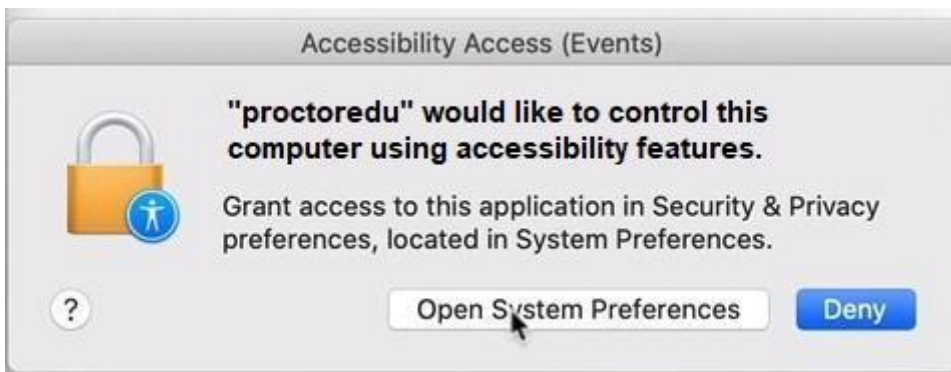 Accessibility Access (Events)
"proctoredu" would like to control this
computer using accessibility features.
Grant access to this application in Security & Privacy
preferences, located in System Preferences.
? Open System Preferences Deny